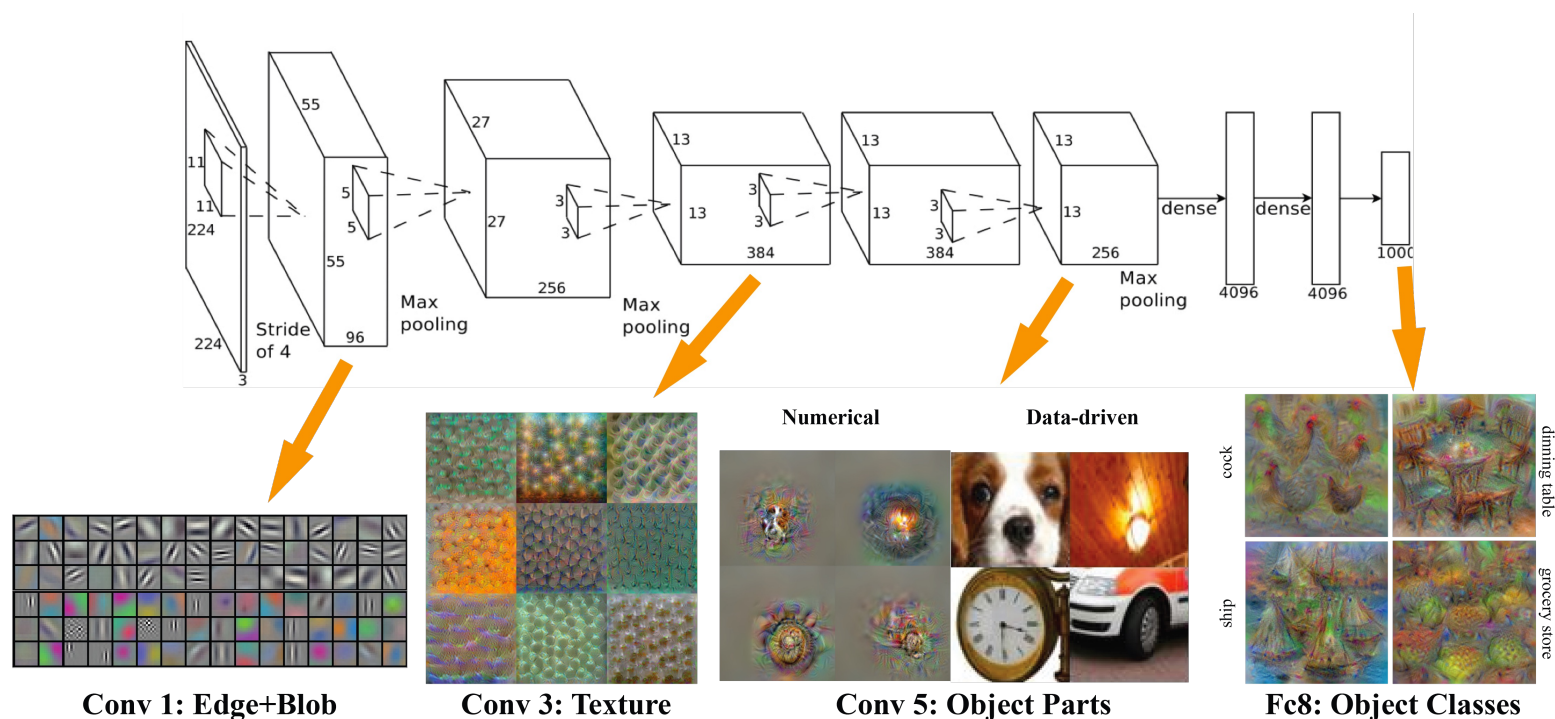 11
11
224
224
3
Stride
of 4
55
55
96
5
5
Max
pooling
27
27
256
3
3
Max
pooling
13
13
384
3
3
13
13
384
3
3
13
13
256
Max
pooling
dense
4096
dense
4096
1000
Numerical
Data-driven
cock
ship
dinning table
grocery store
Conv 1: Edge+Blob
Conv 3: Texture
Conv 5: Object Parts
Fc8: Object Classes